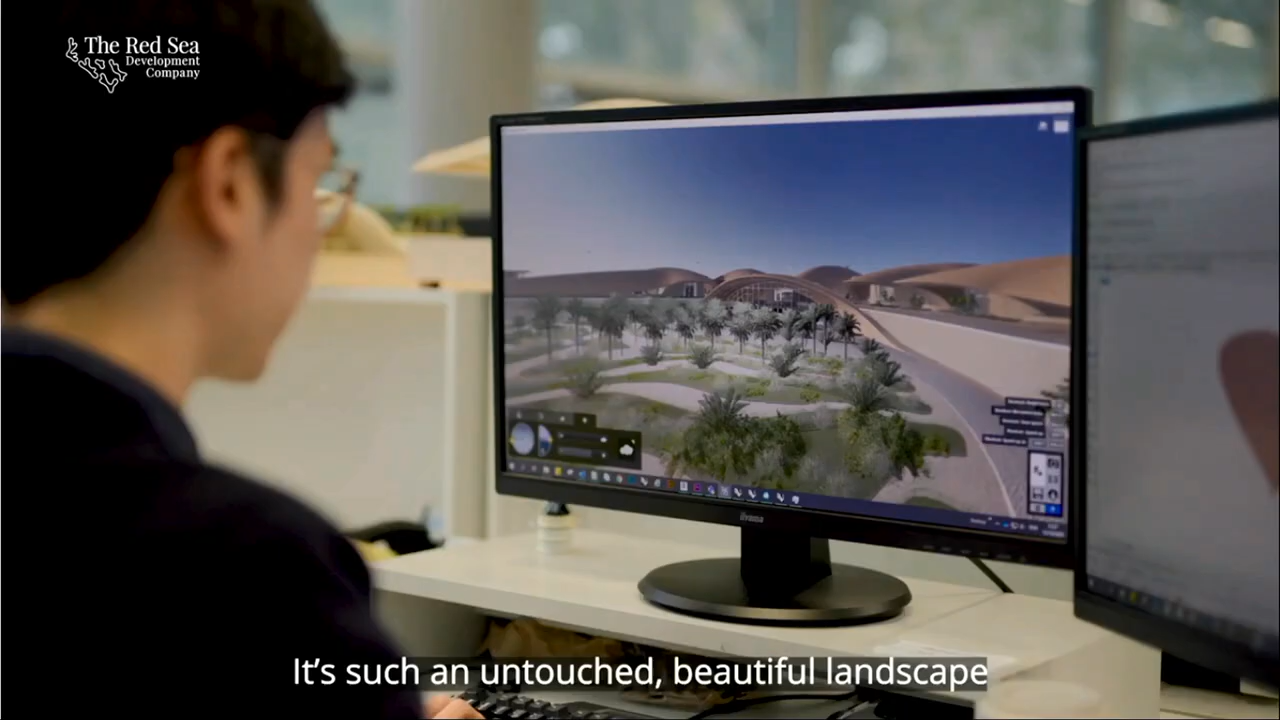 The Red Sea
Development
Company
iiyama
It's such an untouched, beautiful landscape